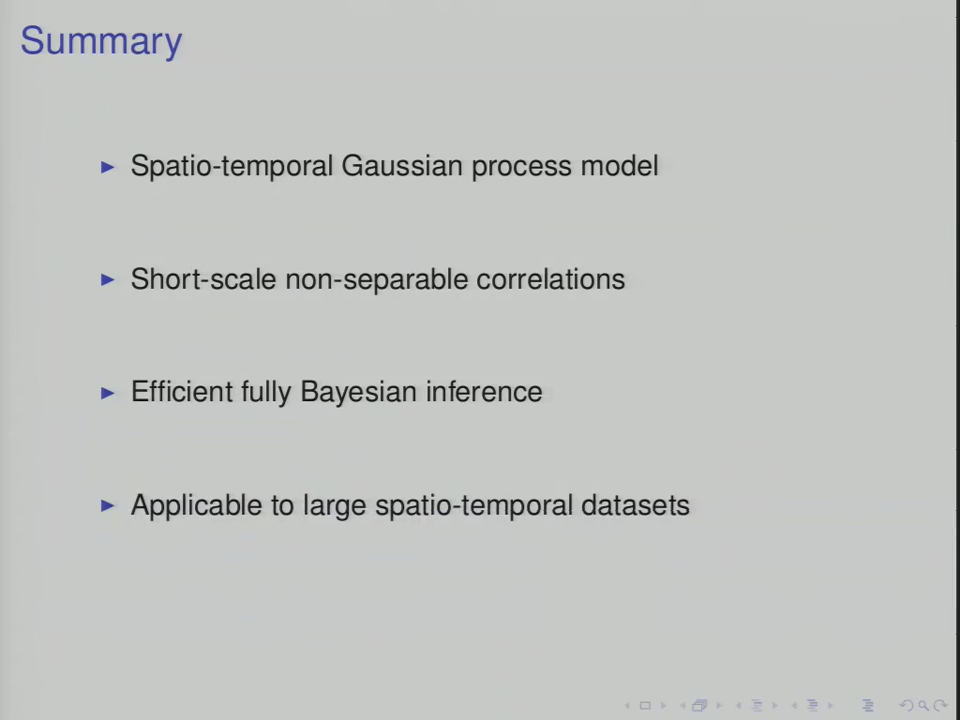 Summary
Spatio-temporal Gaussian process model
Short-scale non-separable correlations
Efficient fully Bayesian inference
Applicable to large spatio-temporal datasets